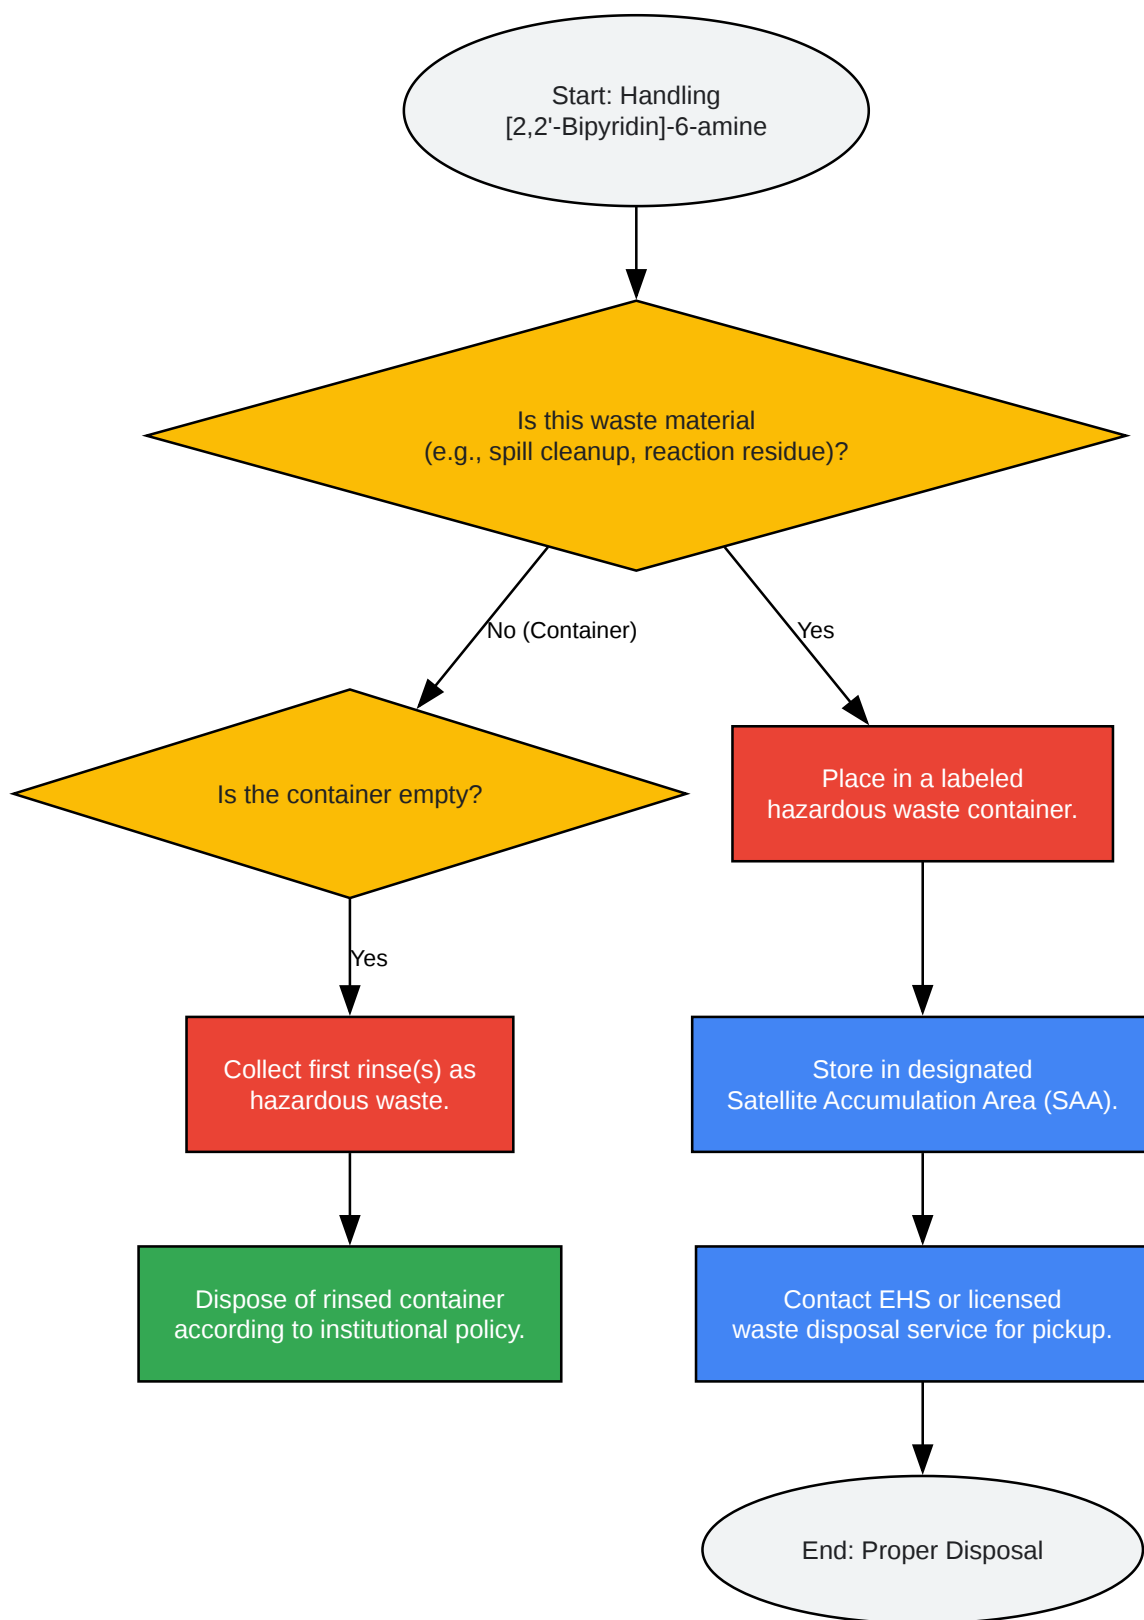 Start: Handling
[2,2'-Bipyridin]-6-amine
Is this waste material
(e.g., spill cleanup, reaction residue)?
No (Container)
Yes
Is the container empty?
Place in a labeled
hazardous waste container.
Yes
Collect first rinse(s) as
hazardous waste.
Store in designated
Satellite Accumulation Area (SAA).
Dispose of rinsed container
according to institutional policy.
Contact EHS or licensed
waste disposal service for pickup.
End: Proper Disposal